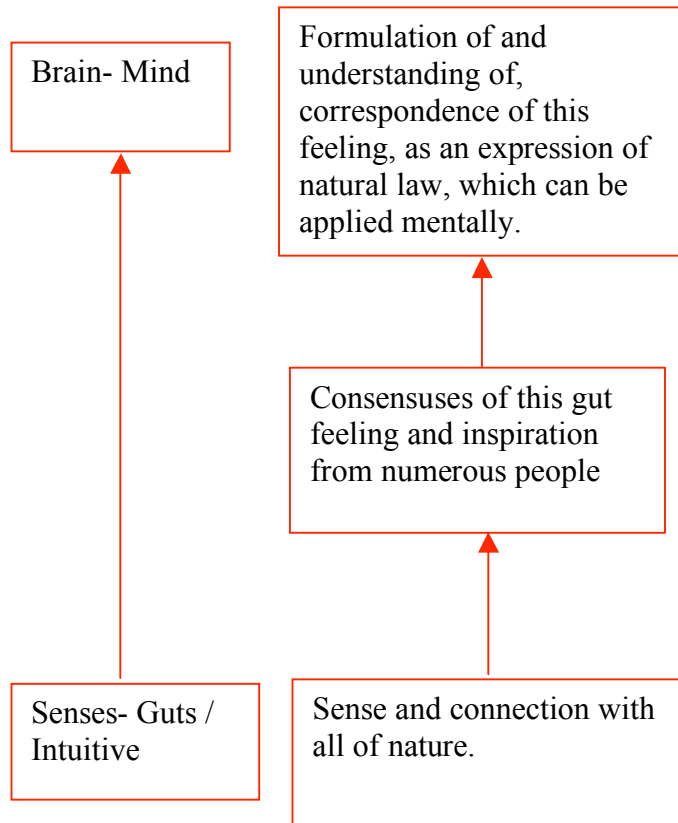 Brain- Mind
Formulation of and
understanding of,
correspondence of this
feeling, as an expression of
natural law, which can be
applied mentally.
Consensuses of this gut
feeling and inspiration
from numerous people
Senses- Guts /
Intuitive
Sense and connection with
all of nature.